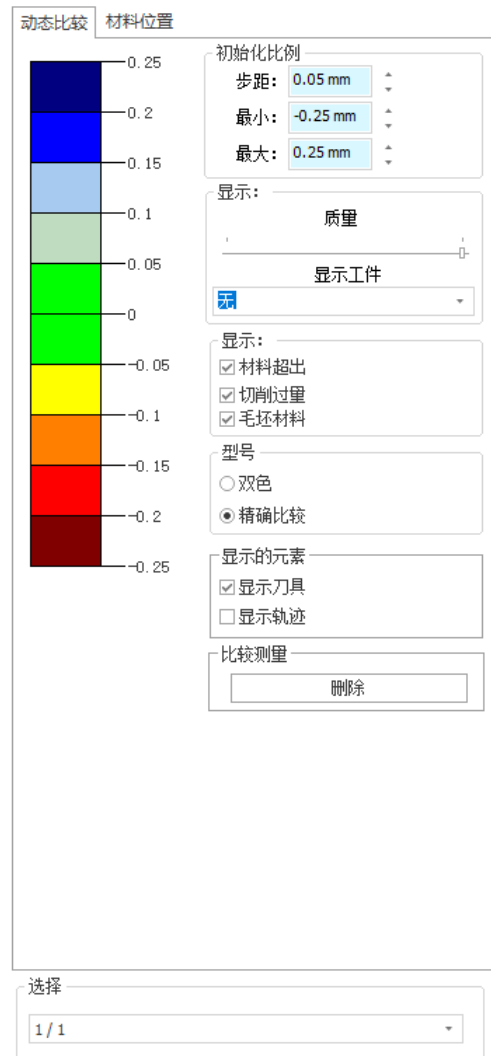 动态比较 材料位置
0.25
0.2
0.15
0.1
0.05
0
-0.05
-0.1
-0.15
-0.2
-0.25
初始化比例
步距: 0.05 mm
最小: -0.25 mm
最大: 0.25 mm
显示:
质量
显示工件
无
显示:
材料超出
切削过量
毛坯材料
型号
双色
精确比较
显示的元素
显示刀具
显示轨迹
比较测量
删除
选择
1 / 1